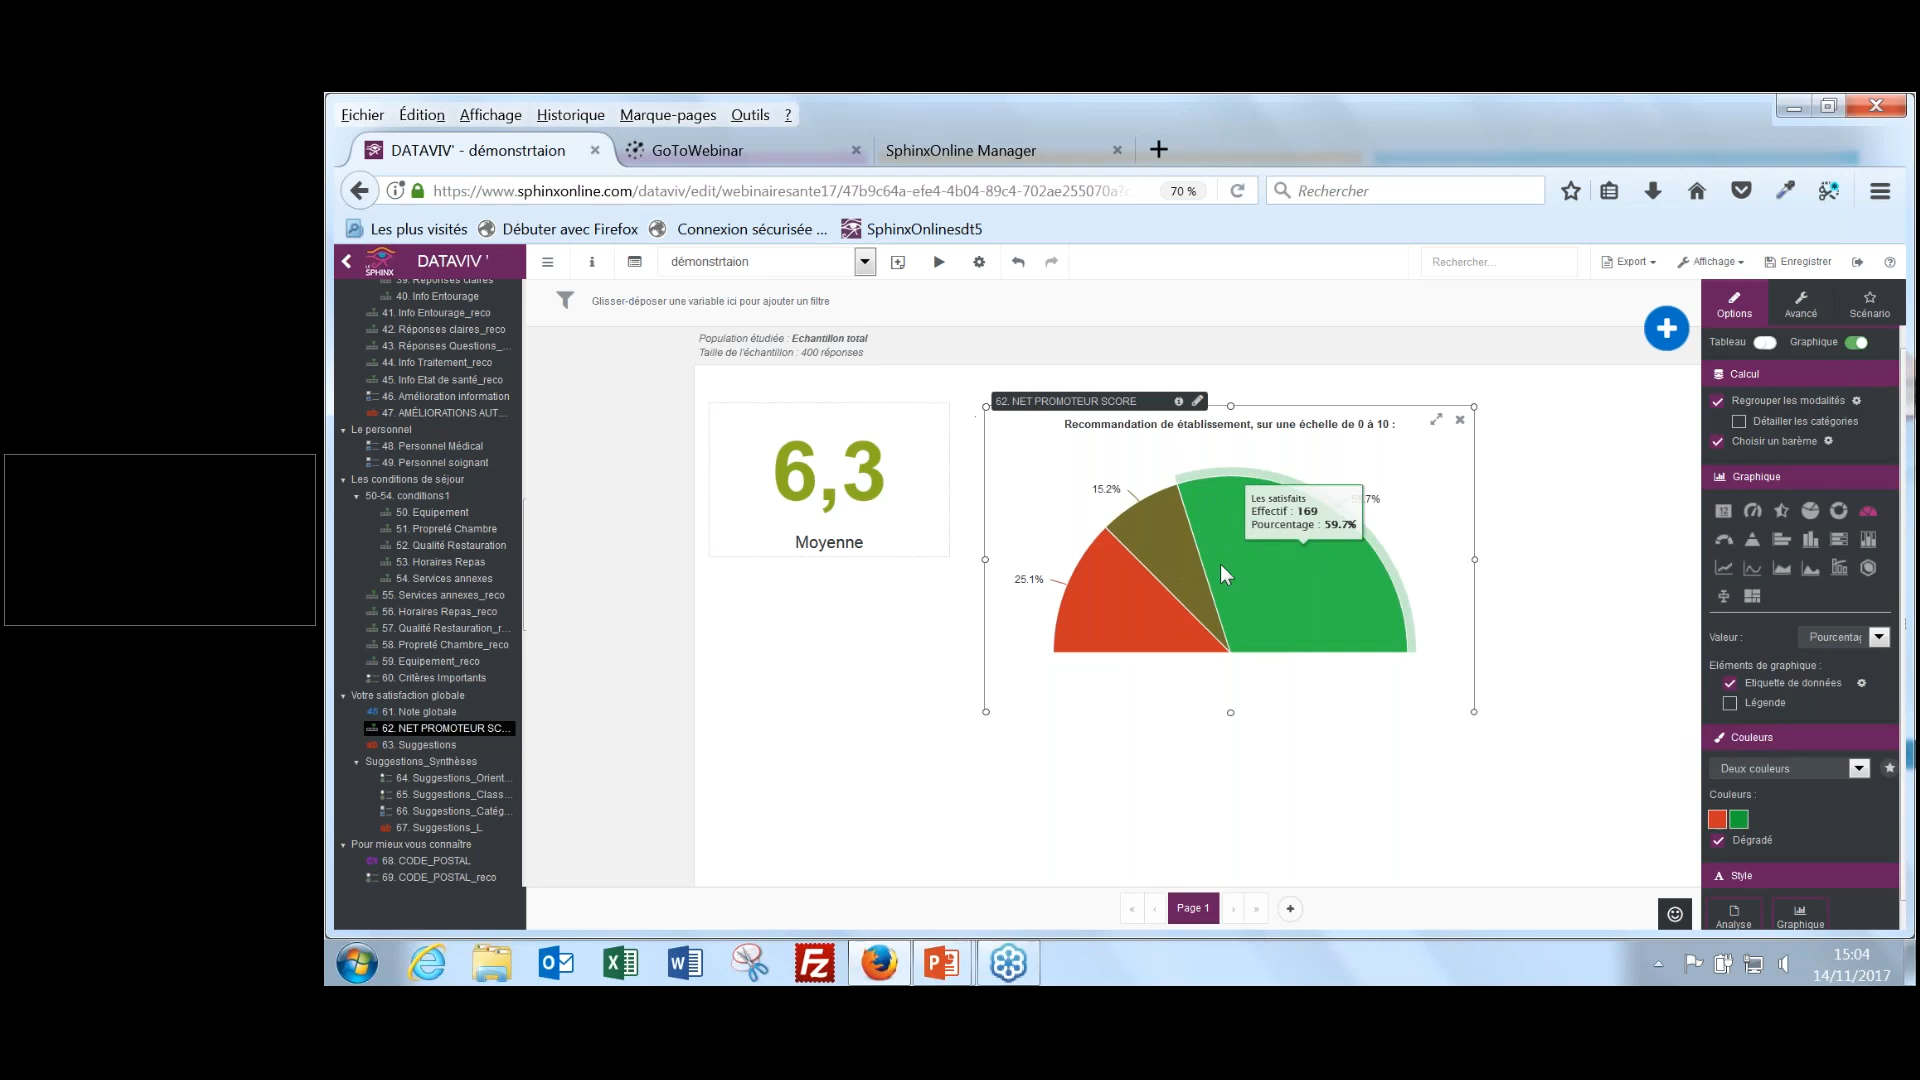 Fichier Édition Affichage Historique Marque-pages Outils ?
DATAVIV' - démonstrtaion
GoToWebinar
SphinxOnline Manager
https://www.sphinxonline.com/dataviv/edit/webinairesante17/47b9c64a-efe4-4b04-89c4-702ae255070a?c
70 %
Rechercher
Les plus visités
Débuter avec Firefox
Connexion sécurisée ...
SphinxOnlinesdt5
LE SPHINX
DATAVIV '
démonstrtaion
Rechercher...
Export
Affichage
Enregistrer
39. Réponses claires
40. Info Entourage
41. Info Entourage_reco
42. Réponses claires_reco
43. Réponses Questions_...
44. Info Traitement_reco
45. Info Etat de santé_reco
46. Amélioration information
47. AMÉLIORATIONS AUT...
Le personnel
48. Personnel Médical
49. Personnel soignant
Les conditions de séjour
50-54. conditions1
50. Equipement
51. Propreté Chambre
52. Qualité Restauration
53. Horaires Repas
54. Services annexes
55. Services annexes_reco
56. Horaires Repas_reco
57. Qualité Restauration_r...
58. Propreté Chambre_reco
59. Equipement_reco
60. Critères Importants
Votre satisfaction globale
61. Note globale
62. NET PROMOTEUR SC...
63. Suggestions
Suggestions_Synthèses
64. Suggestions_Orient...
65. Suggestions_Class...
66. Suggestions_Catég...
67. Suggestions_L
Pour mieux vous connaître
68. CODE_POSTAL
69. CODE_POSTAL_reco
Glisser-déposer une variable ici pour ajouter un filtre
Population étudiée : Echantillon total
Taille de l'échantillon : 400 réponses
6,3
Moyenne
62. NET PROMOTEUR SCORE
Recommandation de établissement, sur une échelle de 0 à 10 :
15.2%
25.1%
Les satisfaits
Effectif : 169
Pourcentage : 59.7%
Page 1
Options
Avancé
Scénario
Tableau
Graphique
Calcul
Regrouper les modalités
Détailler les catégories
Choisir un barème
Graphique
Valeur :
Pourcentag
Eléments de graphique :
Etiquette de données
Légende
Couleurs
Deux couleurs
Couleurs :
Dégradé
Style
Analyse
Graphique
15:04
14/11/2017